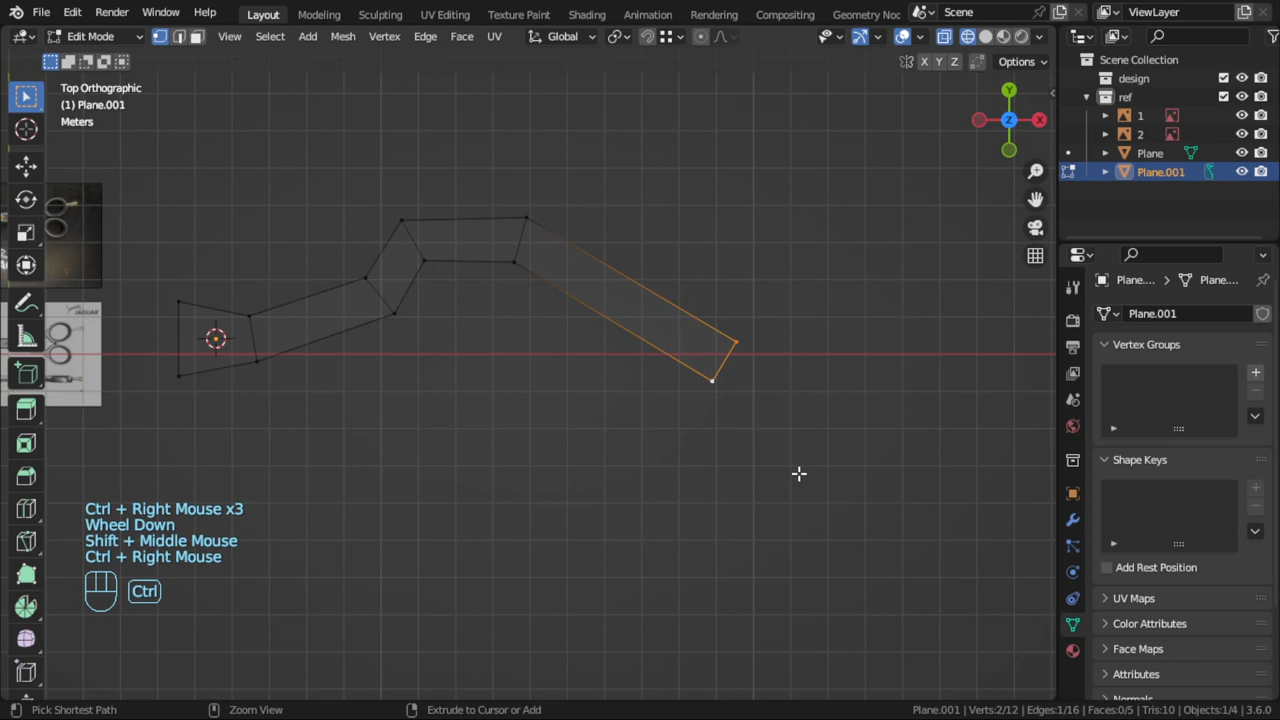 File Edit Render Window Help Layout Modeling Sculpting UV Editing Texture Paint Shading Animation Rendering Compositing Geometry Noc Scene ViewLayer
Edit Mode View Select Add Mesh Vertex Edge Face UV Global
X Y Z Options
Top Orthographic
(1) Plane.001
Meters
Y
Z
X
JAGUAR
Ctrl + Right Mouse x3
Wheel Down
Shift + Middle Mouse
Ctrl + Right Mouse
Ctrl
Scene Collection
design
ref
1
2
Plane
Plane.001
Plane.... Plane....
Plane.001
Vertex Groups
Shape Keys
Add Rest Position
UV Maps
Color Attributes
Face Maps
Attributes
Normals
Pick Shortest Path Zoom View Extrude to Cursor or Add Plane.001 | Verts:2/12 | Edges:1/16 | Faces:0/5 | Tris:10 | Objects:1/4 | 3.6.0